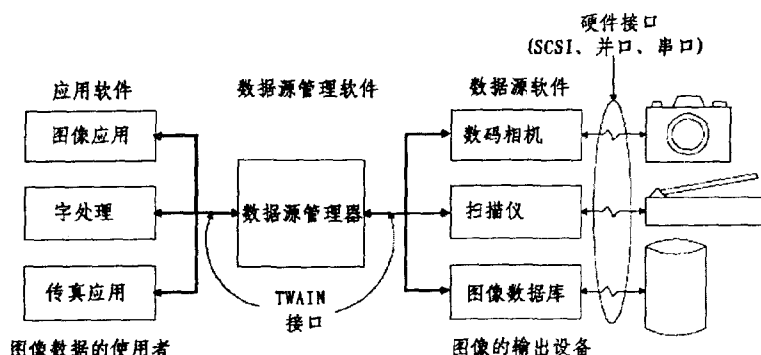 硬件接口
(SCSI、并口、串口)
应用软件
数据源管理软件
数据源软件
图像应用
字处理
传真应用
数据源管理器
数码相机
扫描仪
图像数据库
TWAIN
接口
图像数据的使用者
图像的输出设备